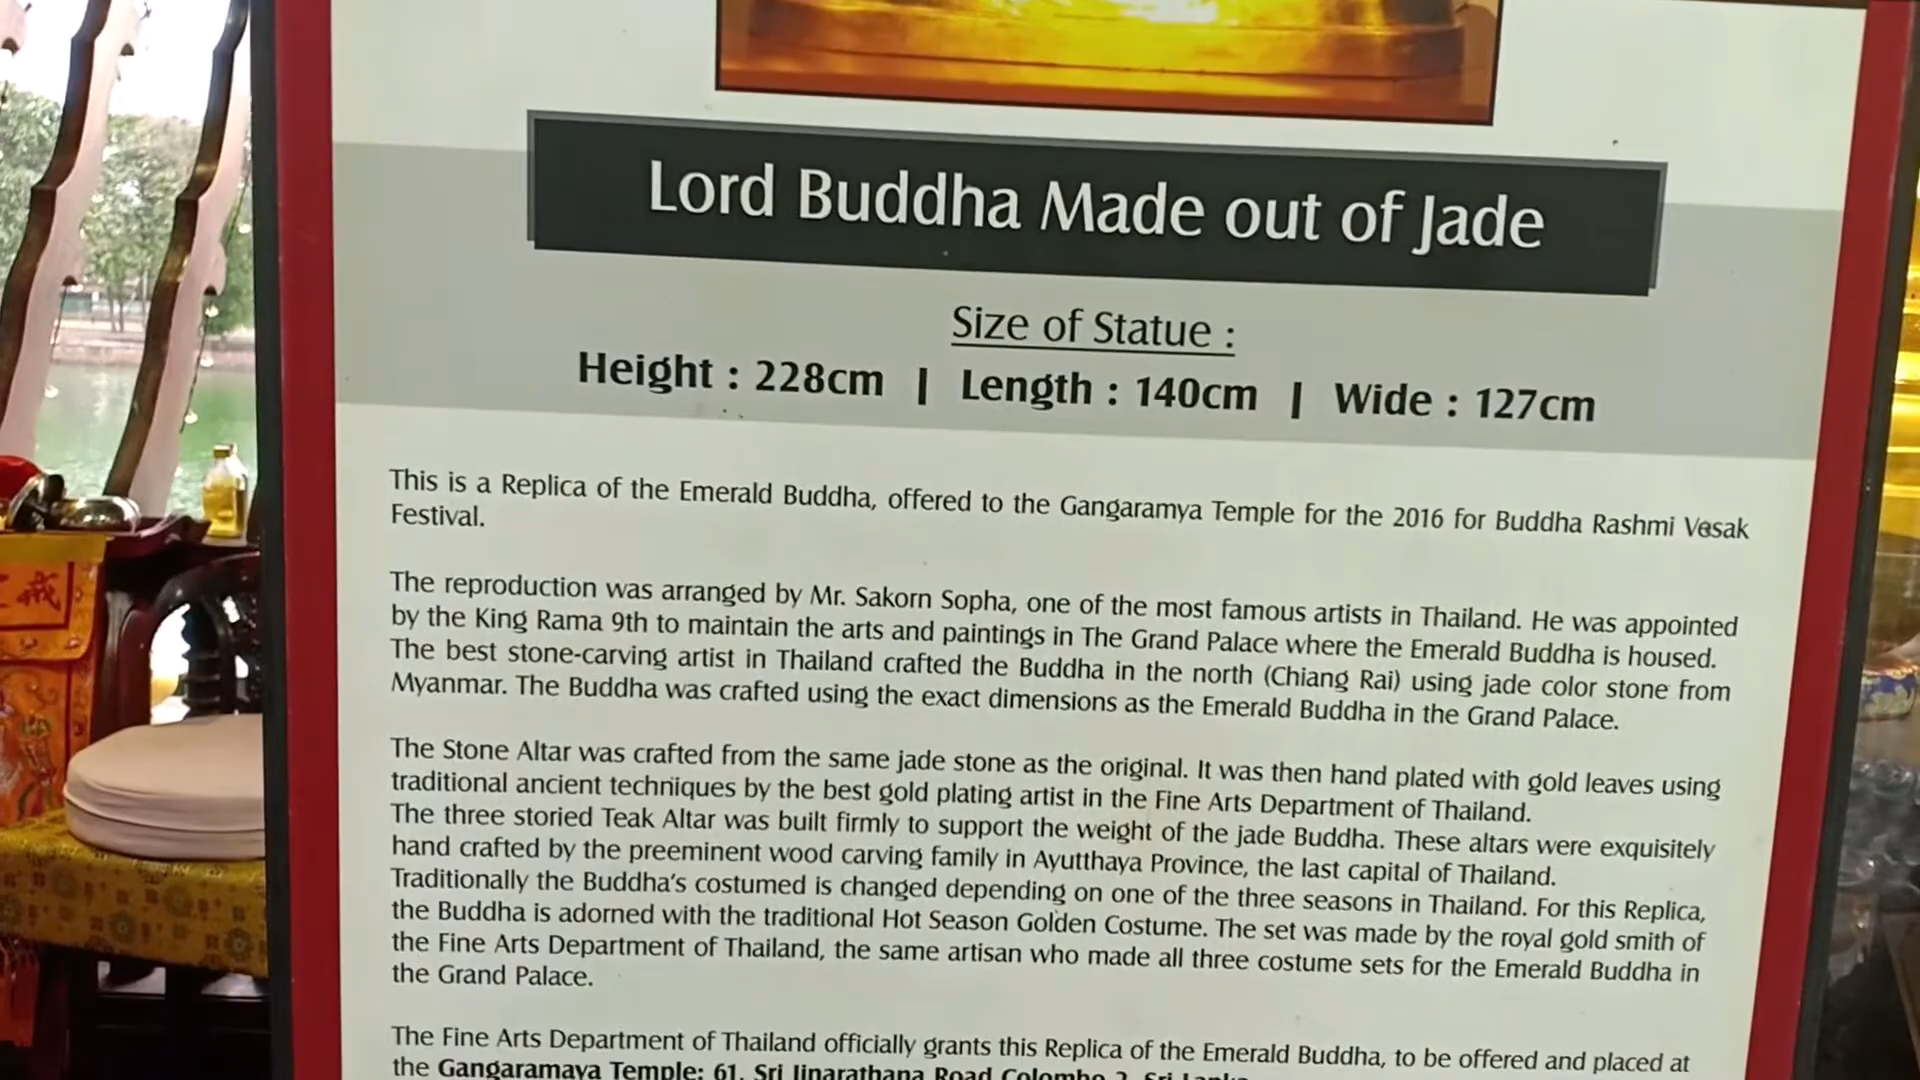 Lord Buddha Made out of Jade
Size of Statue :
Height : 228cm | Length : 140cm | Wide : 127cm
This is a Replica of the Emerald Buddha, offered to the Gangaramya Temple for the 2016 for Buddha Rashmi Vesak
Festival.
The reproduction was arranged by Mr. Sakorn Sopha, one of the most famous artists in Thailand. He was appointed
by the King Rama 9th to maintain the arts and paintings in The Grand Palace where the Emerald Buddha is housed.
The best stone-carving artist in Thailand crafted the Buddha in the north (Chiang Rai) using jade color stone from
Myanmar. The Buddha was crafted using the exact dimensions as the Emerald Buddha in the Grand Palace.
The Stone Altar was crafted from the same jade stone as the original. It was then hand plated with gold leaves using
traditional ancient techniques by the best gold plating artist in the Fine Arts Department of Thailand.
The three storied Teak Altar was built firmly to support the weight of the jade Buddha. These altars were exquisitely
hand crafted by the preeminent wood carving family in Ayutthaya Province, the last capital of Thailand.
Traditionally the Buddha's costumed is changed depending on one of the three seasons in Thailand. For this Replica,
the Buddha is adorned with the traditional Hot Season Golden Costume. The set was made by the royal gold smith of
the Fine Arts Department of Thailand, the same artisan who made all three costume sets for the Emerald Buddha in
the Grand Palace.
The Fine Arts Department of Thailand officially grants this Replica of the Emerald Buddha, to be offered and placed at
the Gangaramaya Temple: 61, Sri Jinarathana Road Colombo 2, Sri Lanka